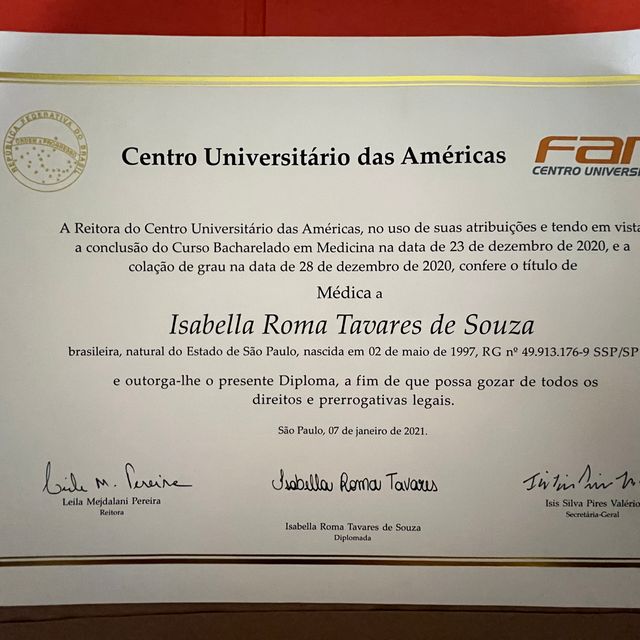 REPÚBLICA FEDERATIVA DO BRASIL
ORDEM E PROGRESSO
Centro Universitário das Américas
FAM
CENTRO UNIVERSI
A Reitora do Centro Universitário das Américas, no uso de suas atribuições e tendo em vista
a conclusão do Curso Bacharelado em Medicina na data de 23 de dezembro de 2020, e a
colação de grau na data de 28 de dezembro de 2020, confere o título de
Médica a
Isabella Roma Tavares de Souza
brasileira, natural do Estado de São Paulo, nascida em 02 de maio de 1997, RG nº 49.913.176-9 SSP/SP
e outorga-lhe o presente Diploma, a fim de que possa gozar de todos os
direitos e prerrogativas legais.
São Paulo, 07 de janeiro de 2021.
Leila M. Pereira
Isabella Roma Tavares
Leila Mejdalani Pereira
Reitora
Isabella Roma Tavares de Souza
Diplomada
Isis Silva Pires Valério
Secretária-Geral